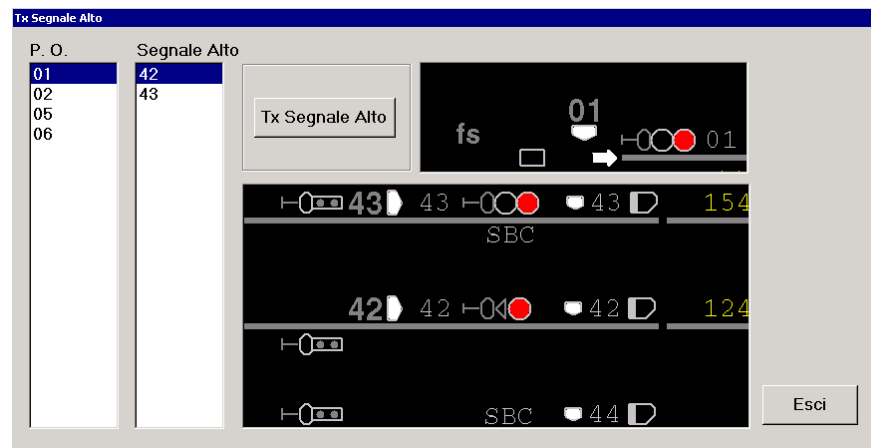 Tx Segnale Alto
P. O.
Segnale Alto
01
02
05
06
42
43
Tx Segnale Alto
01
fs
01
43
43
43
154
SBC
42
42
42
124
SBC
44
Esci